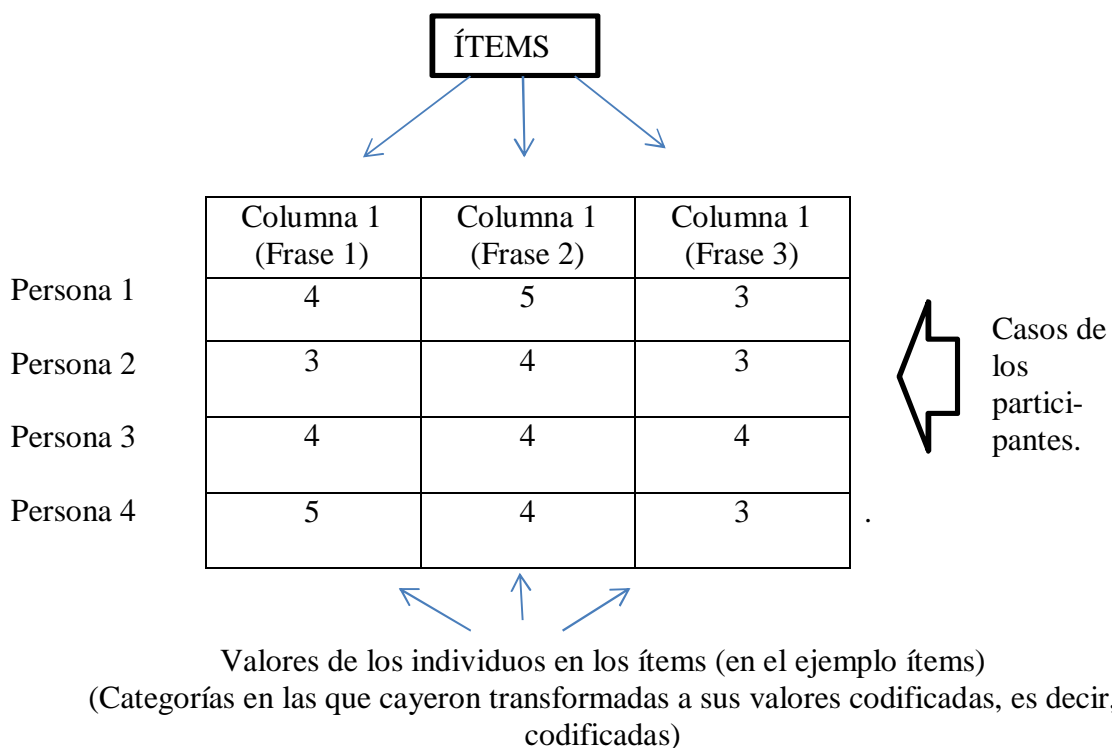 ÍTEMS
Columna 1 Columna 1 Columna 1
(Frase 1) (Frase 2) (Frase 3)
Persona 1 4 5 3
Persona 2 3 4 3
Persona 3 4 4 4
Persona 4 5 4 3 .
Casos de
los
partici-
pantes.
Valores de los individuos en los ítems (en el ejemplo ítems)
(Categorías en las que cayeron transformadas a sus valores codificadas, es decir,
codificadas)